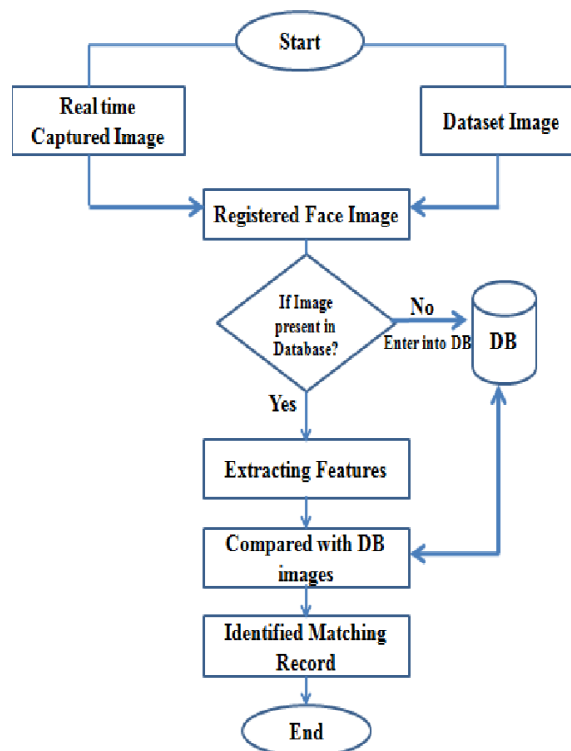 Start
Real time
Captured Image
Dataset Image
Registered Face Image
If Image
present in
Database?
No
Enter into DB
DB
Yes
Extracting Features
Compared with DB
images
Identified Matching
Record
End